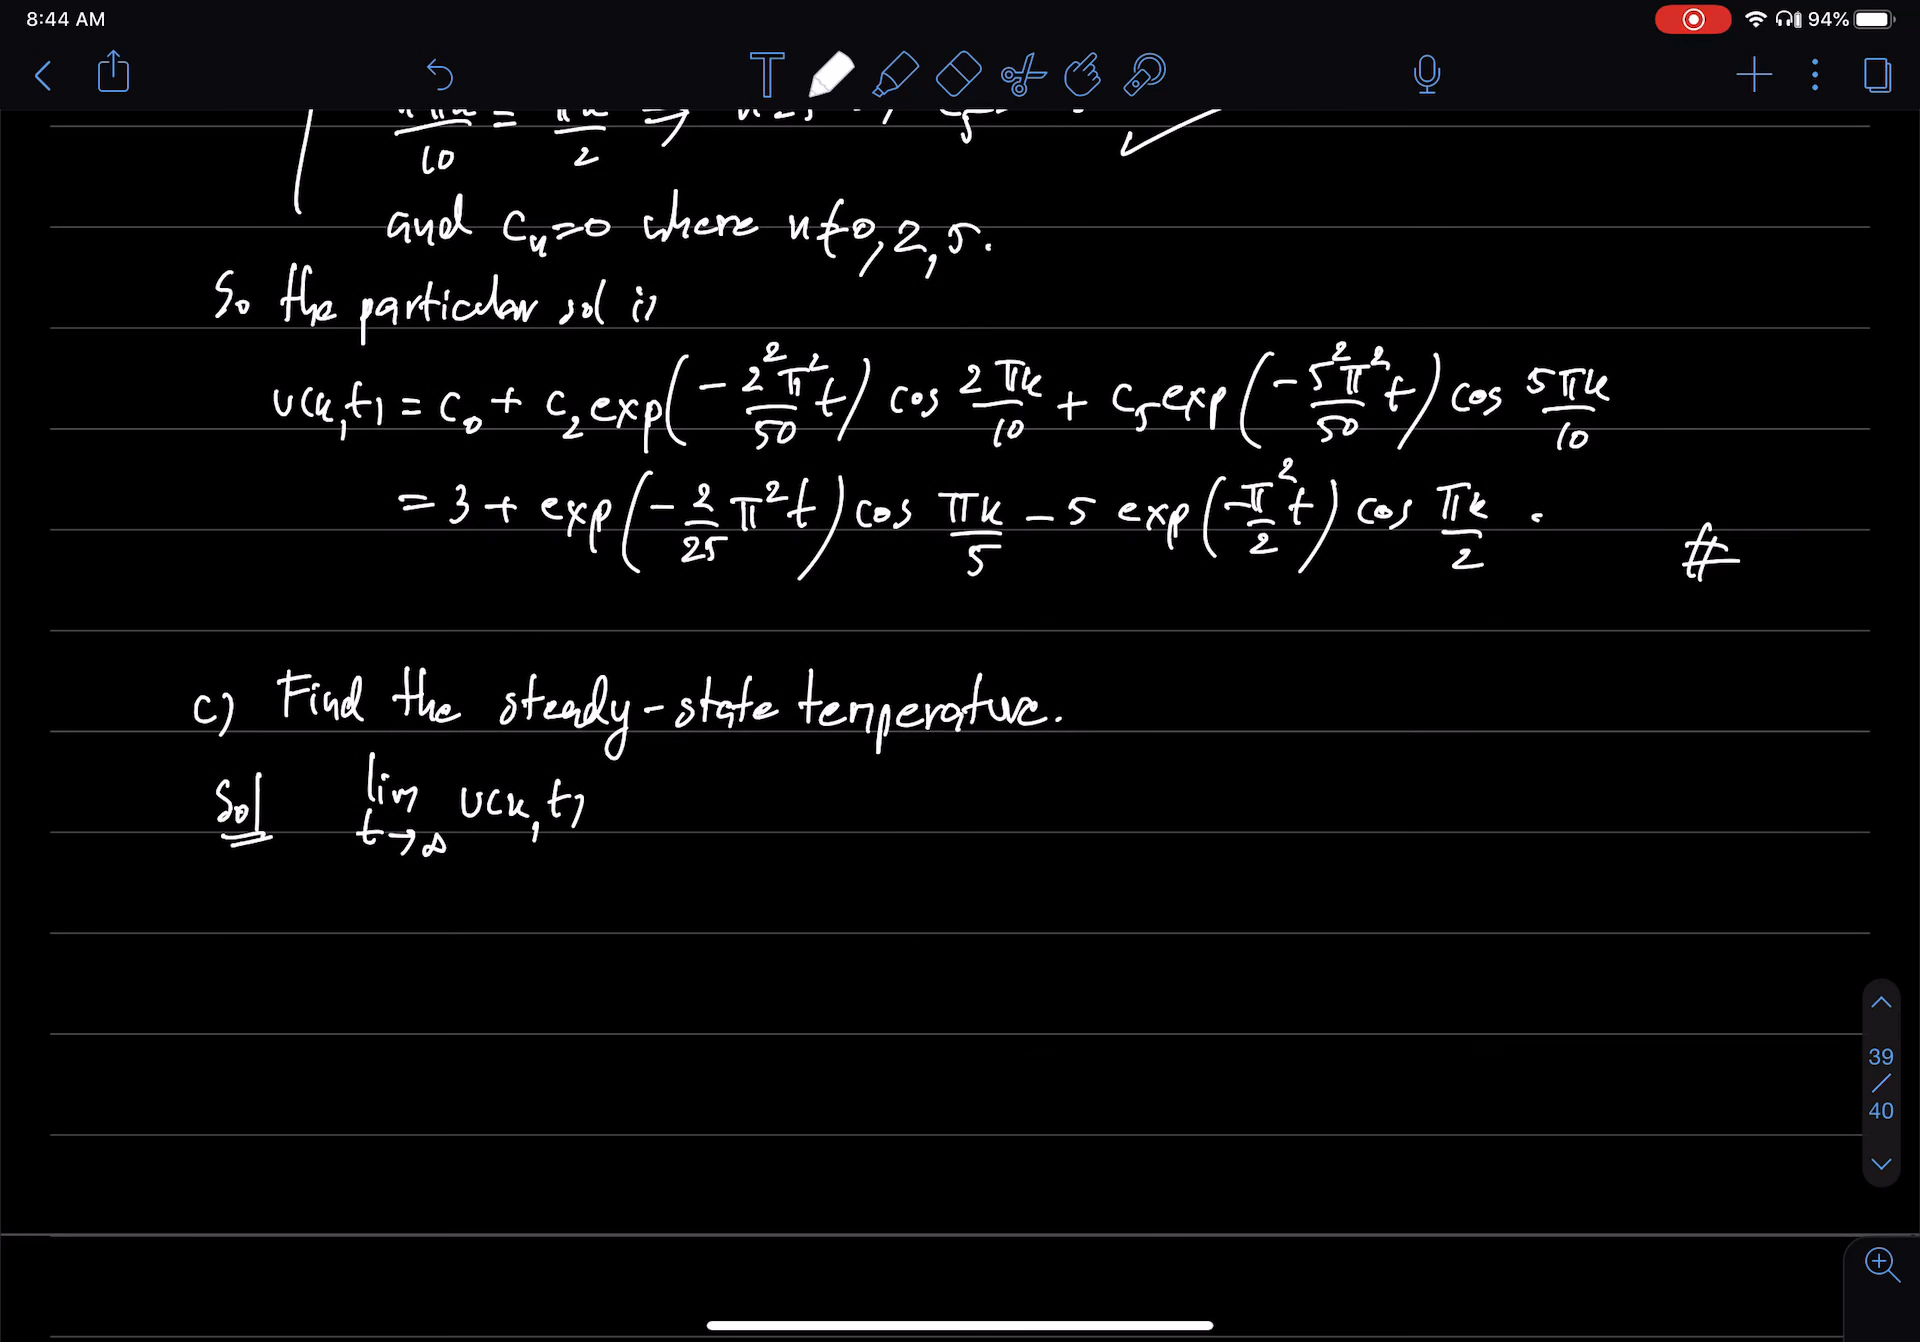 8:44 AM
94%
10 2
and Cn=0 where n≠0,2,5.
So the particular sol is
u(x,t) = C₀ + C₂ exp(-2²π²/50 t) cos 2πx/10 + C₅ exp(-5²π²/50 t) cos 5πx/10
= 3 + exp(-2/25 π²t) cos πx/5 - 5 exp(-π²/2 t) cos πx/2 . #
c) Find the steady-state temperature.
Sol lim t→∞ u(x,t)
39
/
40